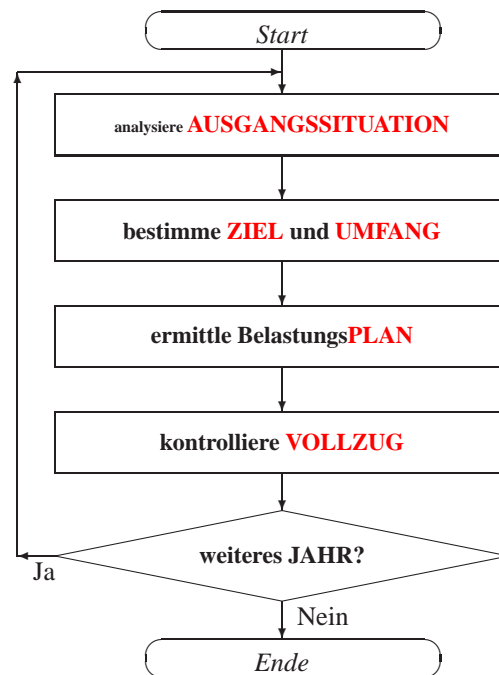 Start
analysiere AUSGANGSSITUATION
bestimme ZIEL und UMFANG
ermittle BelastungsPLAN
kontrolliere VOLLZUG
weiteres JAHR?
Ja
Nein
Ende